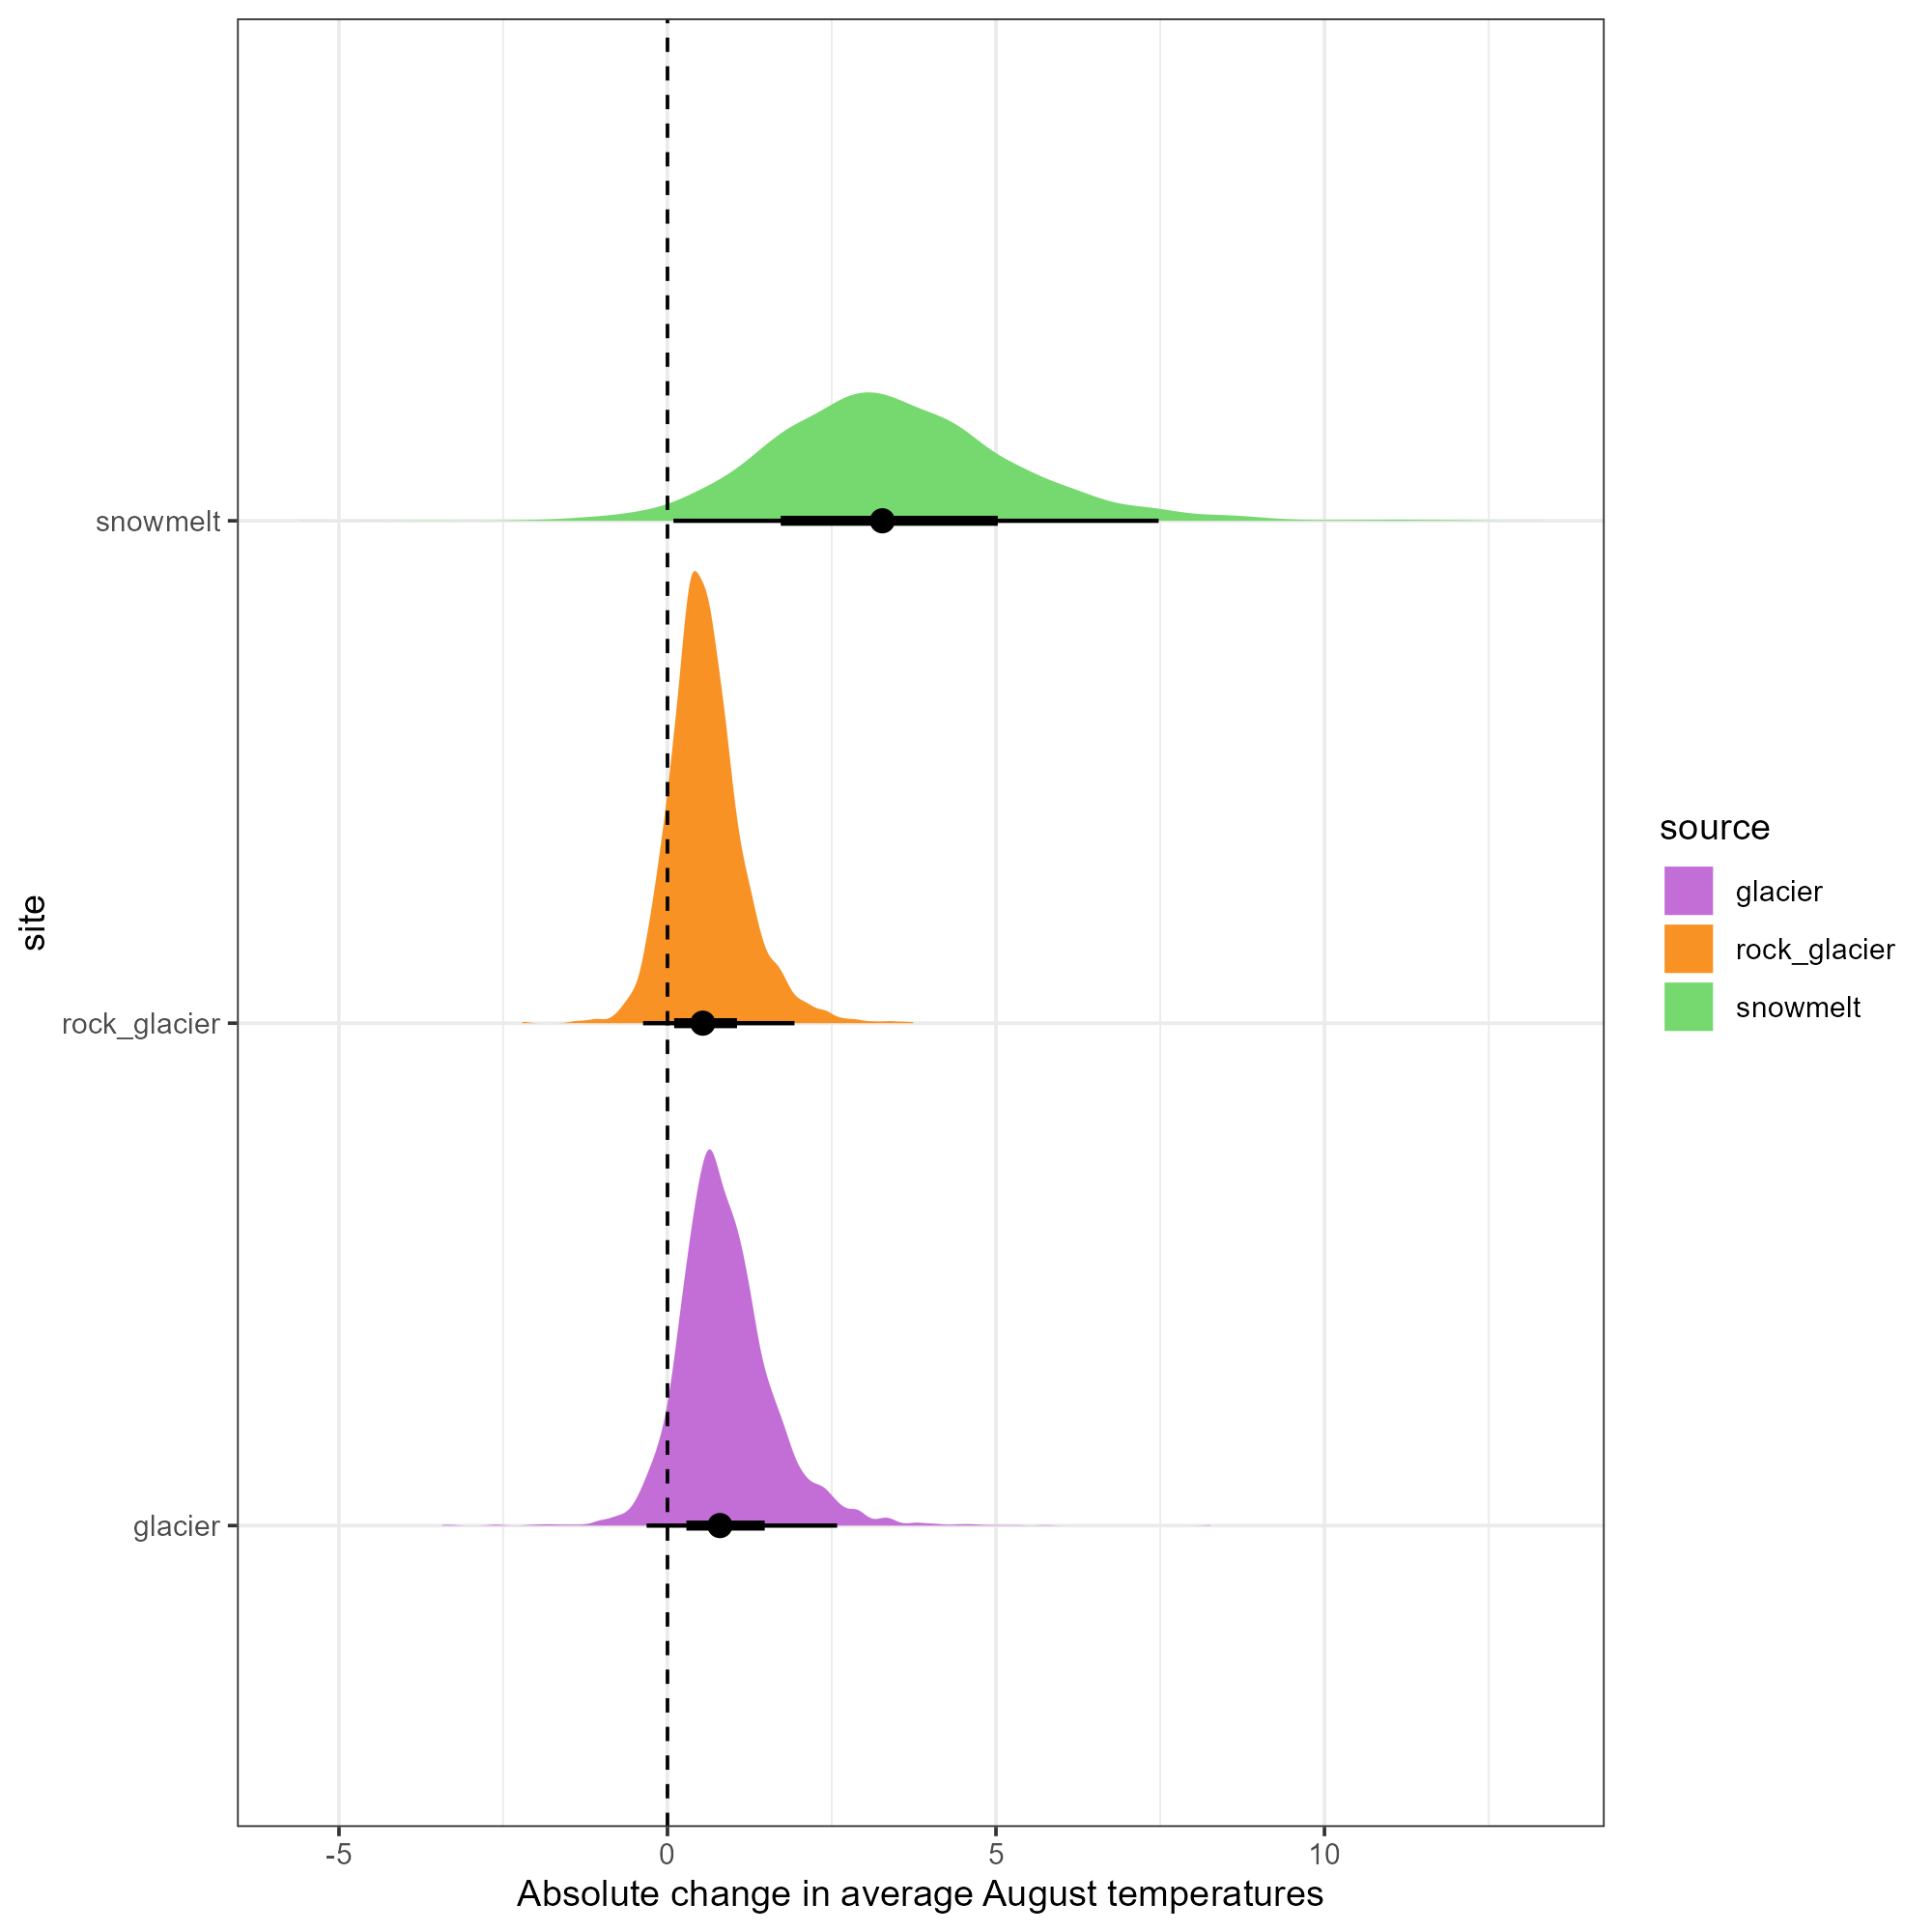 snowmelt
rock_glacier
glacier
site
-5 0 5 10
Absolute change in average August temperatures
source
glacier
rock_glacier
snowmelt